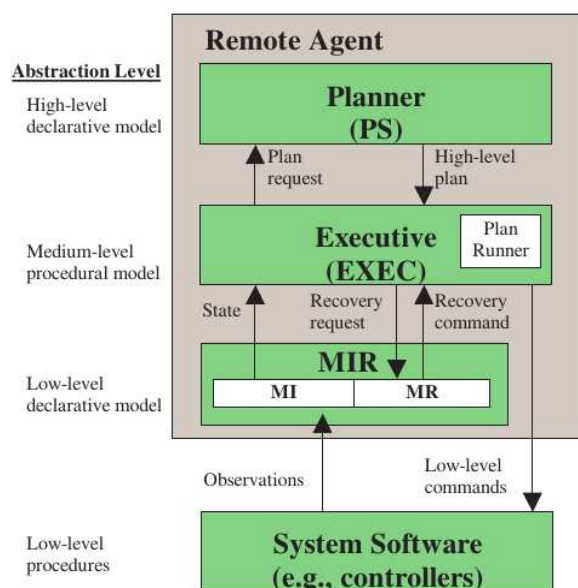 Remote Agent
Abstraction Level
High-level
declarative model
Planner
(PS)
Plan
request
High-level
plan
Medium-level
procedural model
Executive
(EXEC)
Plan
Runner
State
Recovery
request
Recovery
command
Low-level
declarative model
MIR
MI
MR
Observations
Low-level
commands
Low-level
procedures
System Software
(e.g., controllers)